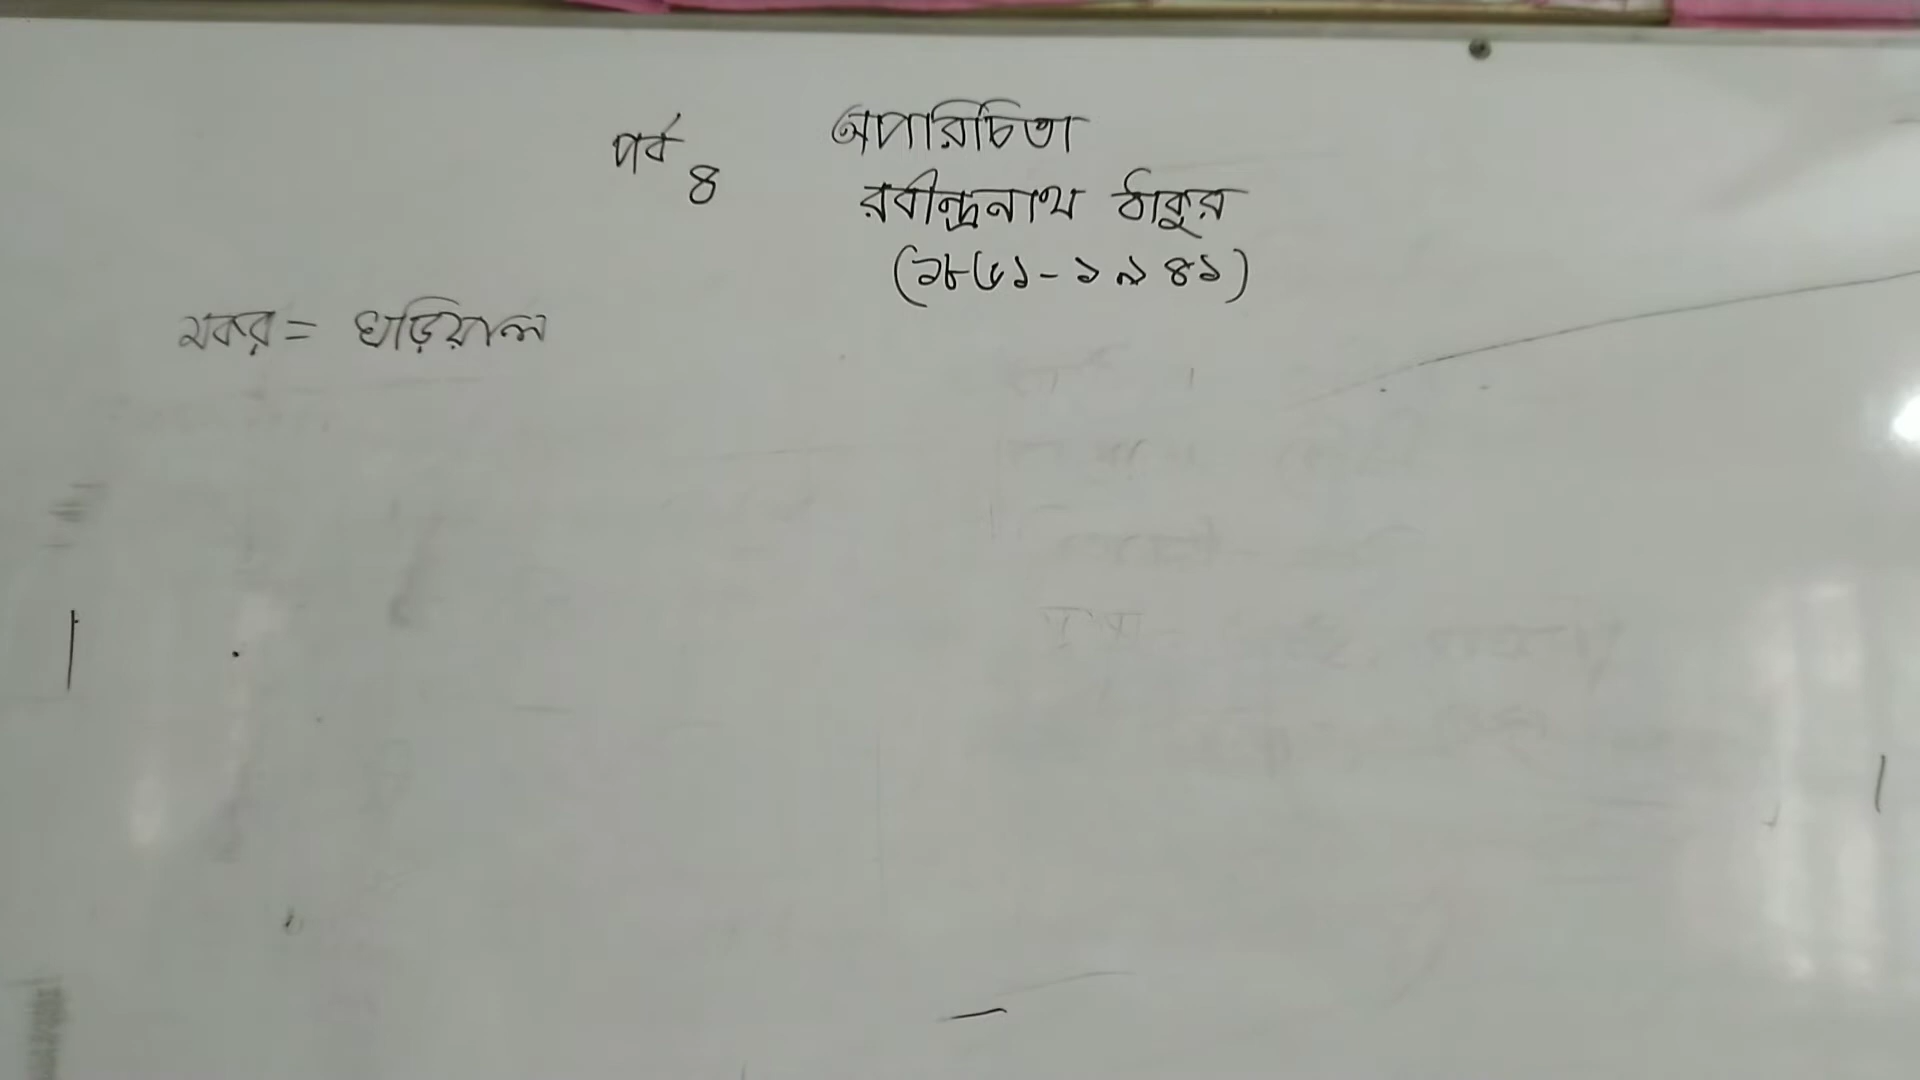 অপরিচিতা
পর্ব ৪
রবীন্দ্রনাথ ঠাকুর
(১৮৬১-১৯৪১)
মকর = ঘড়িয়াল